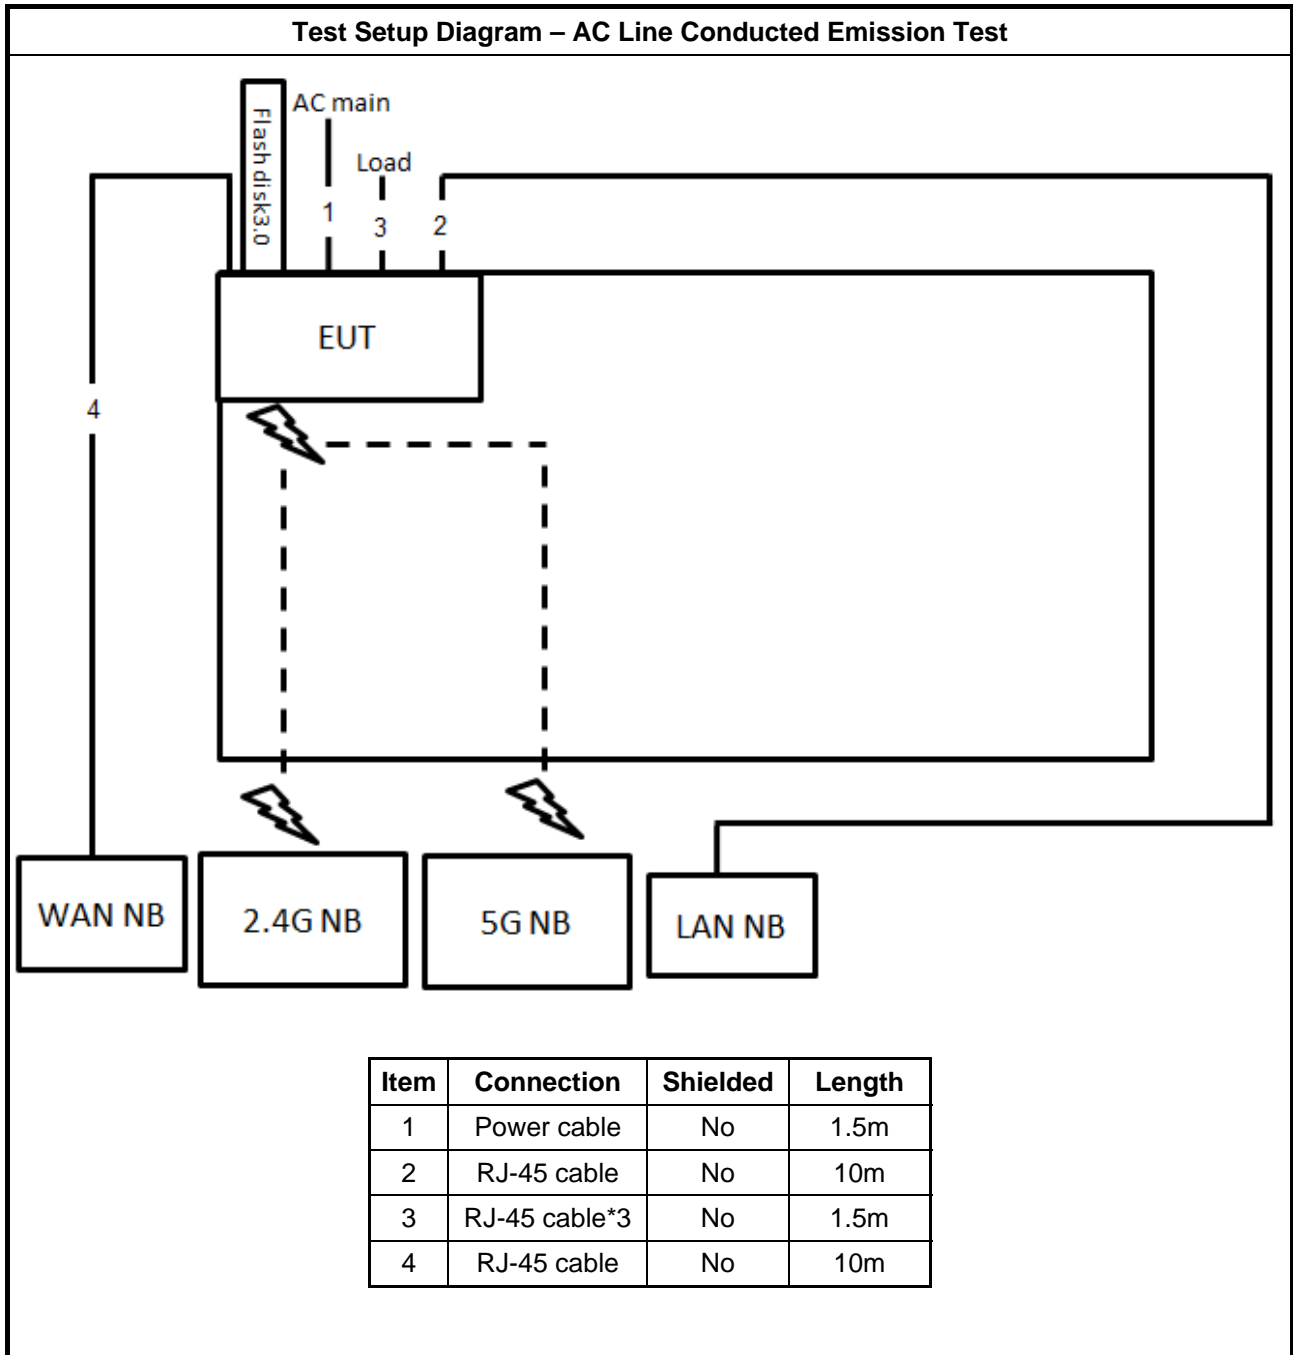 Test Setup Diagram – AC Line Conducted Emission Test
Flash disk3.0
AC main
Load
1
3
2
EUT
4
WAN NB
2.4G NB
5G NB
LAN NB
Item Connection Shielded Length
1 Power cable No 1.5m
2 RJ-45 cable No 10m
3 RJ-45 cable*3 No 1.5m
4 RJ-45 cable No 10m